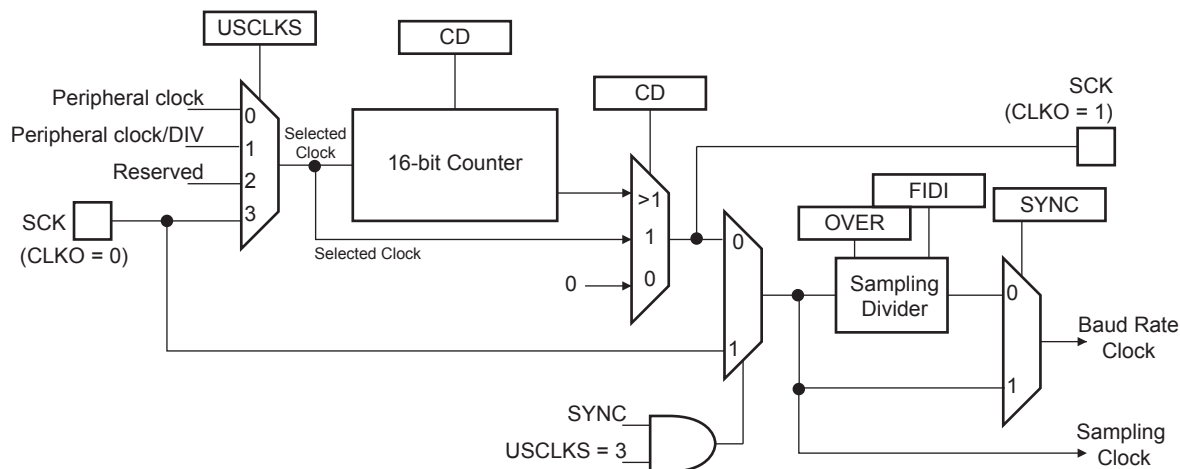 USCLKS
CD
CD
SCK
(CLKO = 1)
Peripheral clock
Peripheral clock/DIV
Reserved
SCK
(CLKO = 0)
0
1
2
3
Selected
Clock
16-bit Counter
Selected Clock
0
>1
1
0
0
1
FIDI
OVER
SYNC
Sampling
Divider
0
1
Baud Rate
Clock
SYNC
USCLKS = 3
Sampling
Clock